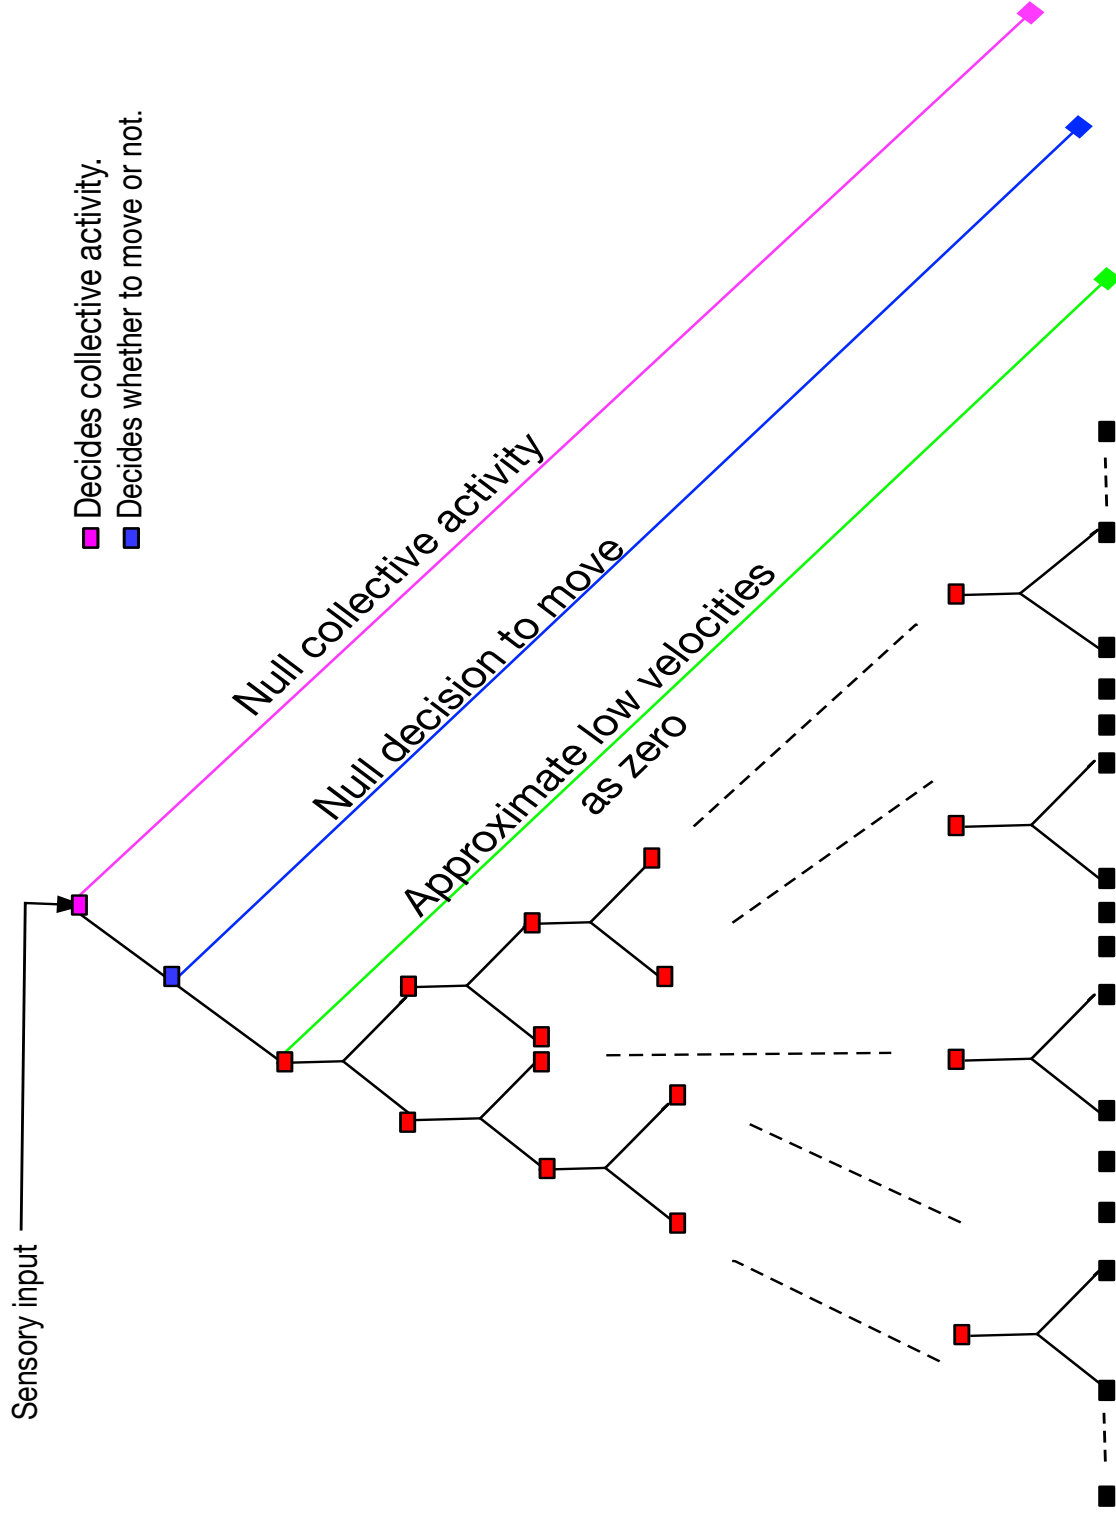 Sensory input
Decides collective activity.
Decides whether to move or not.
Null collective activity
Null decision to move
Approximate low velocities
as zero